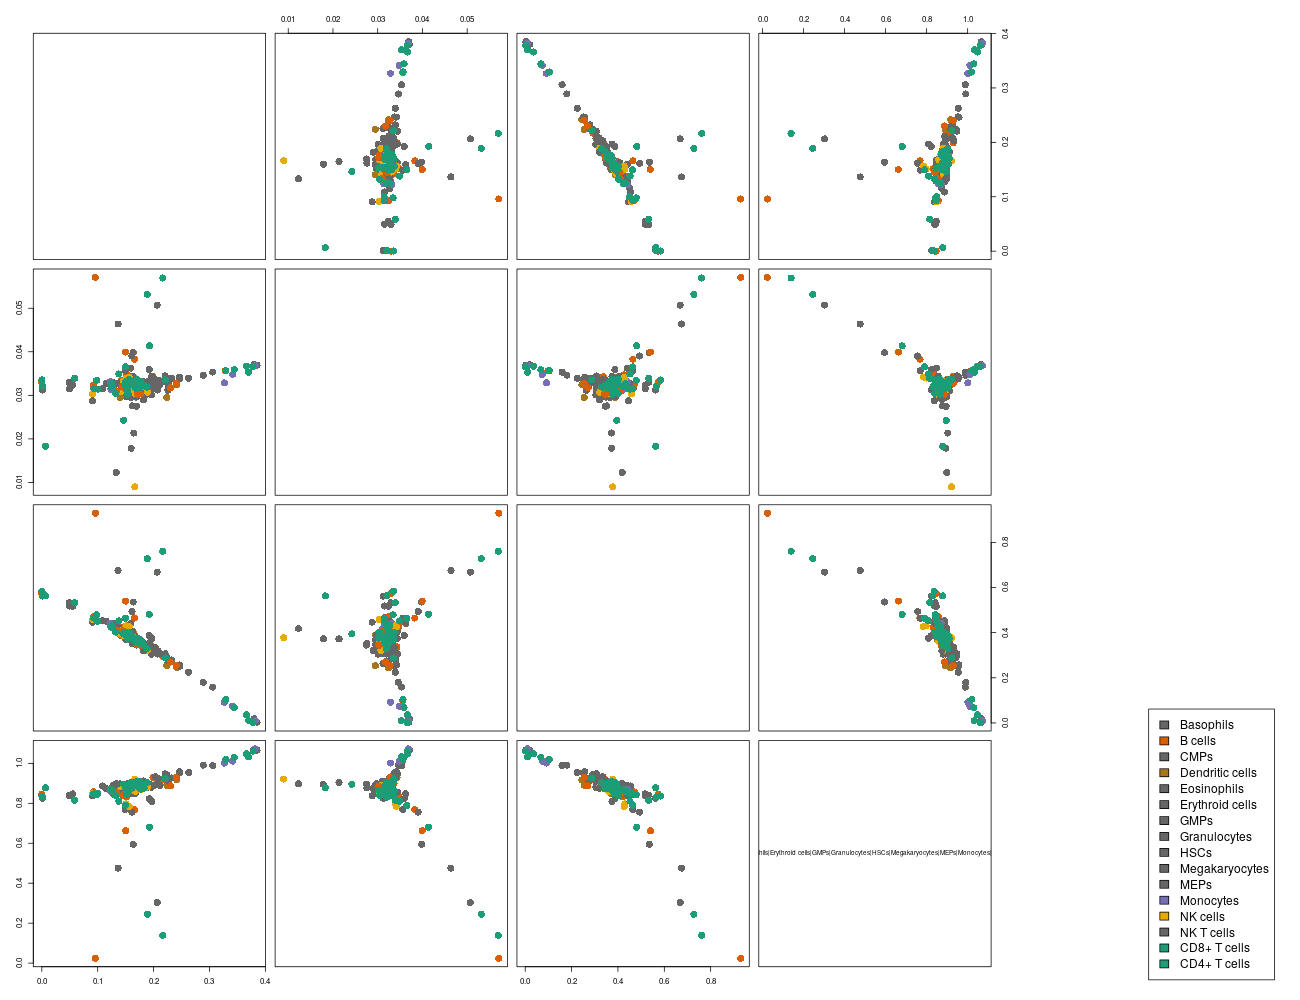 0.01 0.02 0.03 0.04 0.05
0.0 0.2 0.4 0.6 0.8 1.0
0.0 0.1 0.2 0.3 0.4
0.01 0.02 0.03 0.04 0.05
0.0 0.2 0.4 0.6 0.8
0.0 0.2 0.4 0.6 0.8 1.0
hils|Erythroid cells|GMPs|Granulocytes|HSCs|Megakaryocytes|MEPs|Monocytes|
0.0 0.1 0.2 0.3 0.4
0.0 0.2 0.4 0.6 0.8
Basophils
B cells
CMPs
Dendritic cells
Eosinophils
Erythroid cells
GMPs
Granulocytes
HSCs
Megakaryocytes
MEPs
Monocytes
NK cells
NK T cells
CD8+ T cells
CD4+ T cells